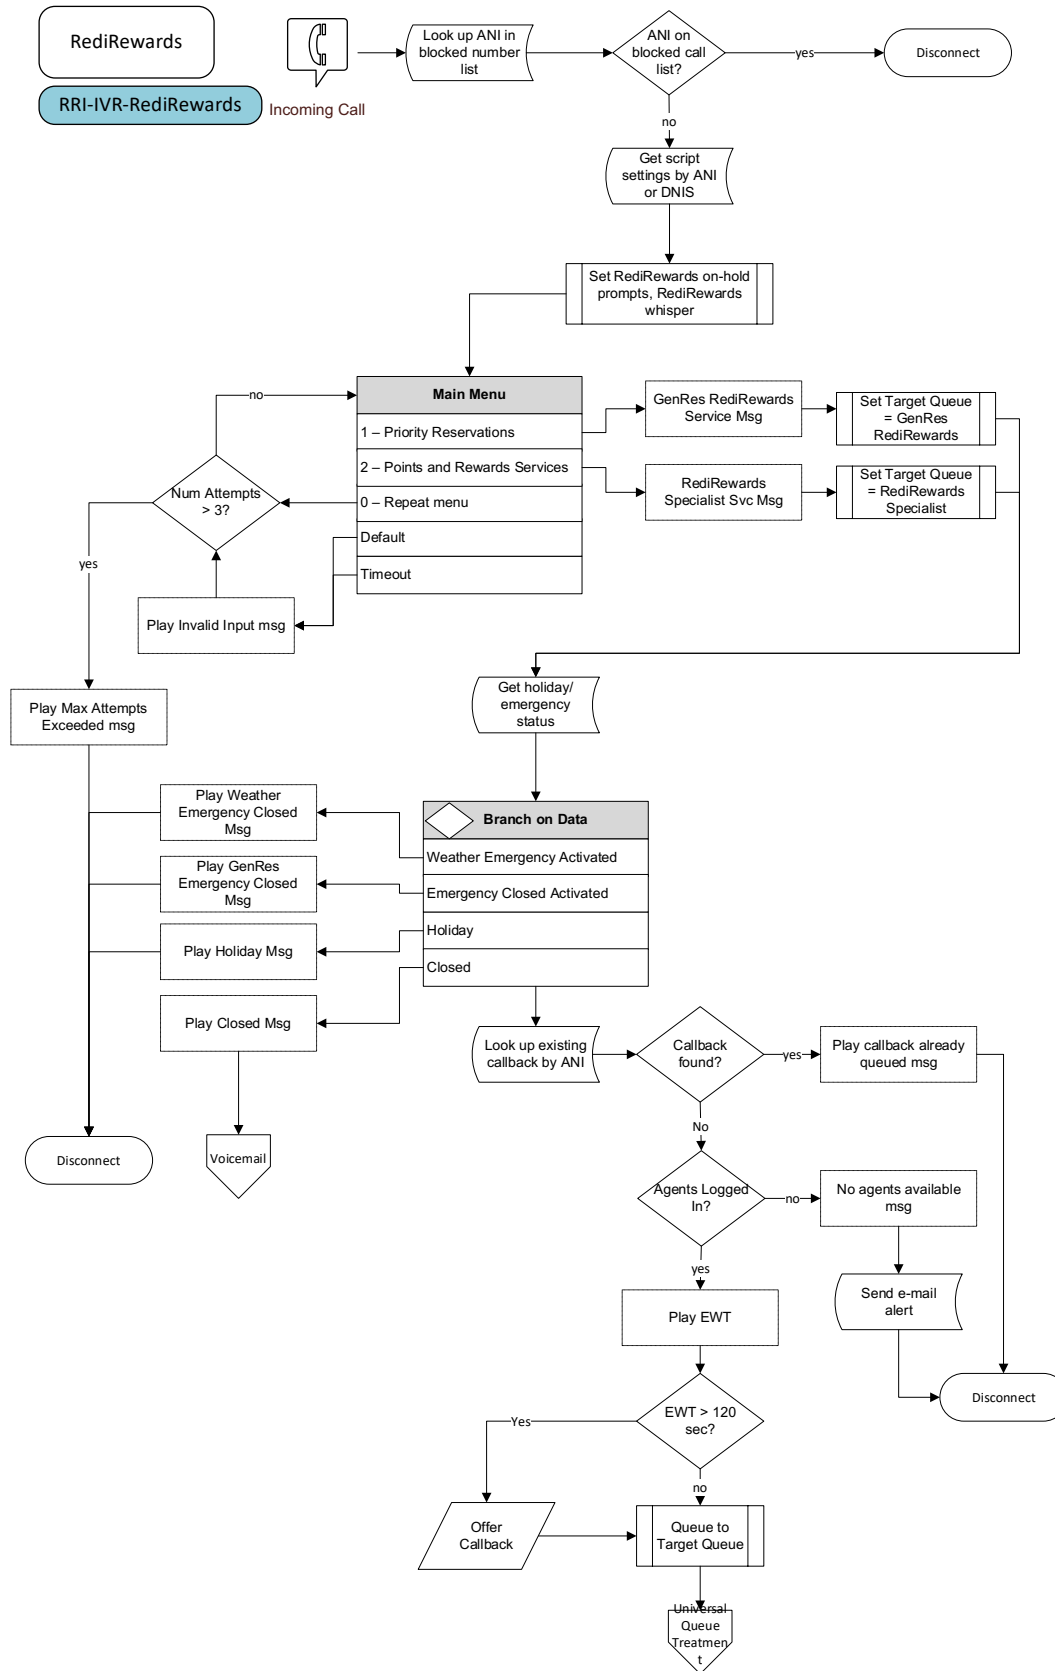 RediRewards
RRI-IVR-RediRewards
Incoming Call
Look up ANI in
blocked number
list
ANI on
blocked call
list?
yes
Disconnect
no
Get script
settings by ANI
or DNIS
Set RediRewards on-hold
prompts, RediRewards
whisper
no
Main Menu
1 – Priority Reservations
2 – Points and Rewards Services
0 – Repeat menu
Default
Timeout
GenRes RediRewards
Service Msg
Set Target Queue
= GenRes
RediRewards
RediRewards
Specialist Svc Msg
Set Target Queue
= RediRewards
Specialist
Num Attempts
> 3?
yes
Play Invalid Input msg
Play Max Attempts
Exceeded msg
Get holiday/
emergency
status
Play Weather
Emergency Closed
Msg
Play GenRes
Emergency Closed
Msg
Play Holiday Msg
Play Closed Msg
Branch on Data
Weather Emergency Activated
Emergency Closed Activated
Holiday
Closed
Look up existing
callback by ANI
Callback
found?
yes
Play callback already
queued msg
No
Disconnect
Voicemail
Agents Logged
In?
no
No agents available
msg
yes
Send e-mail
alert
Play EWT
Disconnect
EWT > 120
sec?
Yes
no
Offer
Callback
Queue to
Target Queue
Universal
Queue
Treatmen
t